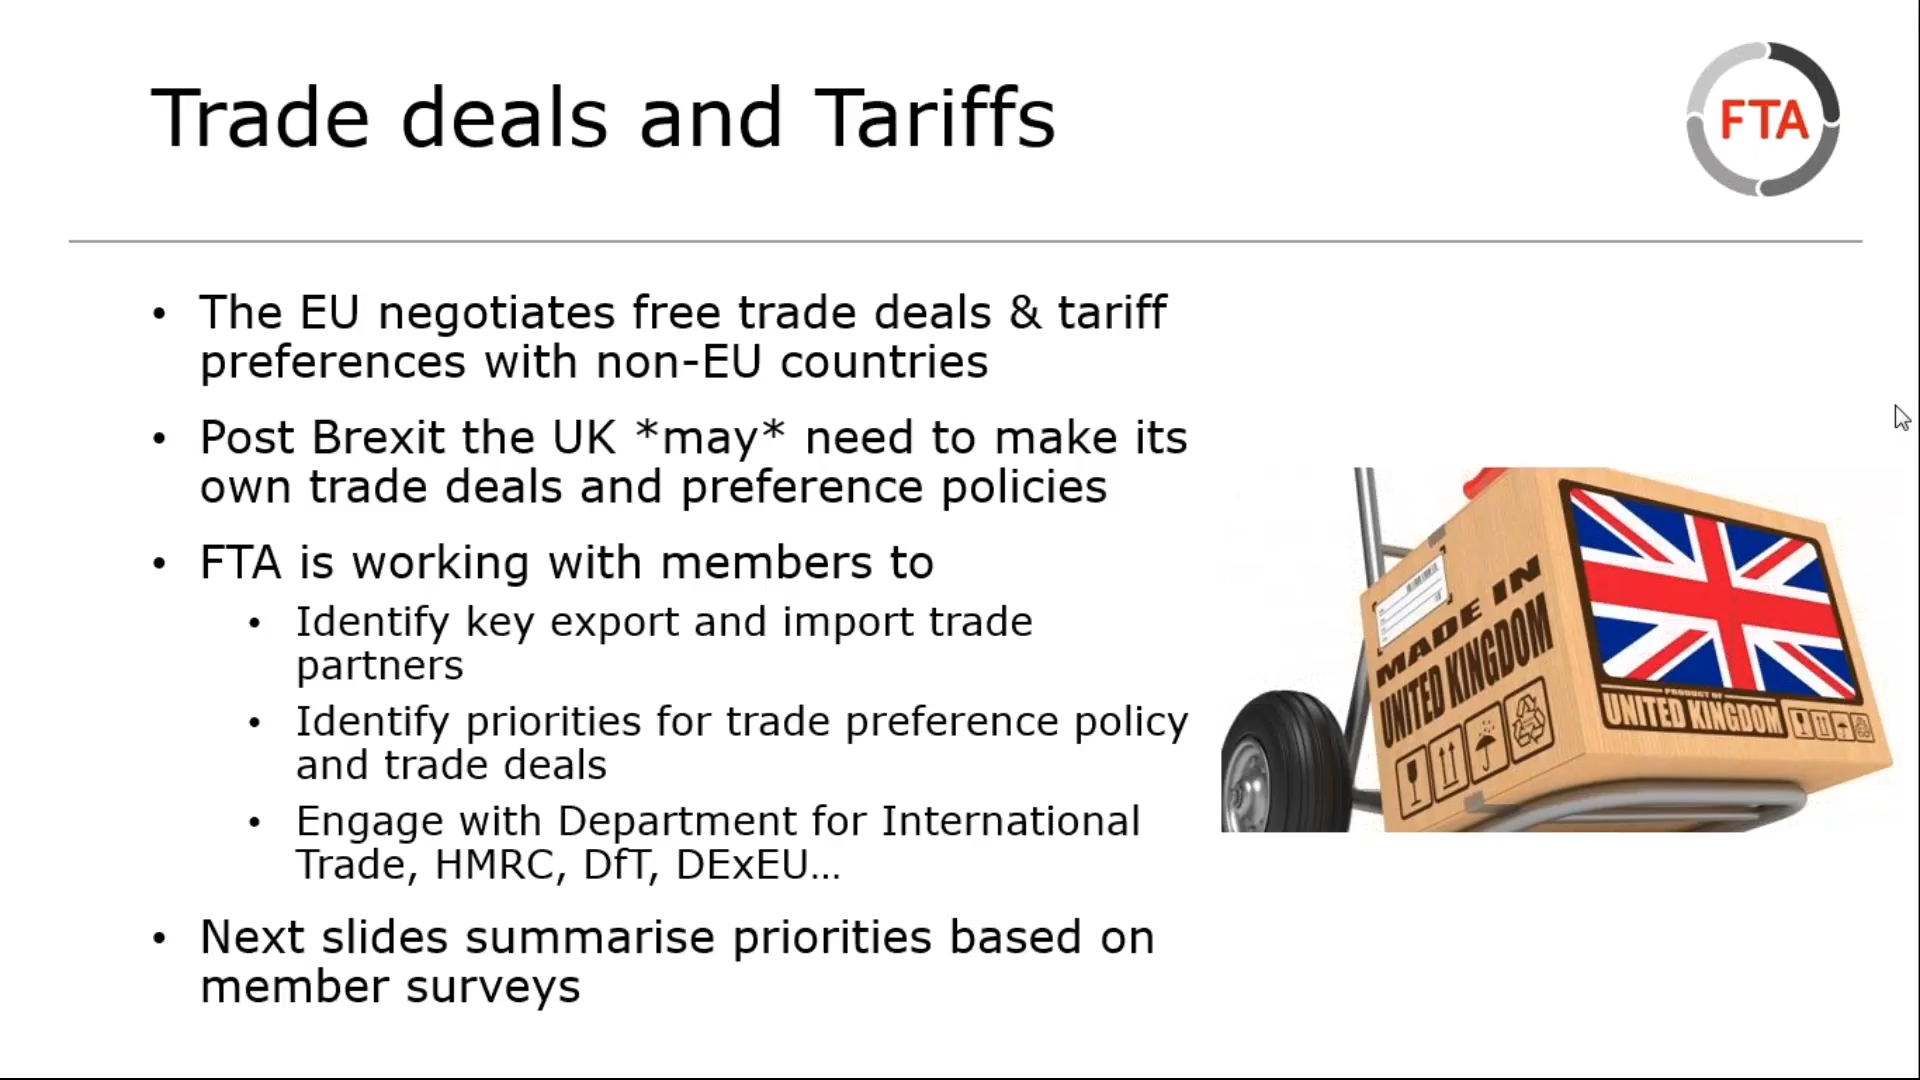 Trade deals and Tariffs
FTA
• The EU negotiates free trade deals & tariff
preferences with non-EU countries
• Post Brexit the UK *may* need to make its
own trade deals and preference policies
• FTA is working with members to
• Identify key export and import trade
partners
• Identify priorities for trade preference policy
and trade deals
• Engage with Department for International
Trade, HMRC, DfT, DExEU...
• Next slides summarise priorities based on
member surveys
MADE IN
UNITED KINGDOM
PRODUCT OF
UNITED KINGDOM